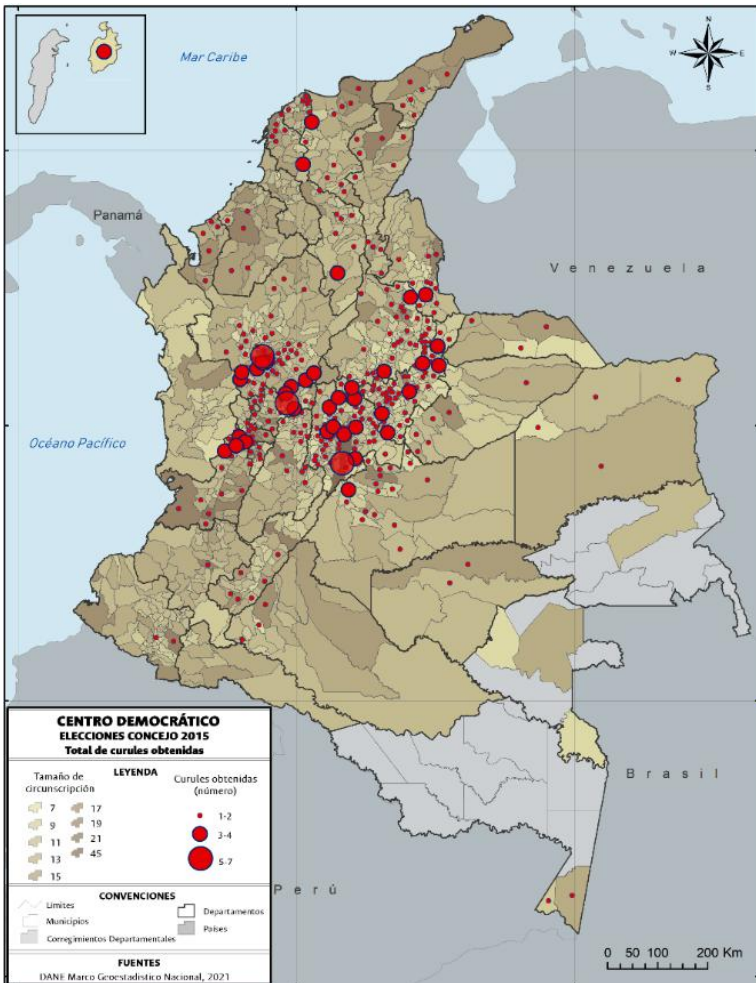 N
W
E
S
Mar Caribe
Panamá
Venezuela
Océano Pacífico
Brasil
Perú
CENTRO DEMOCRÁTICO
ELECCIONES CONCEJO 2015
Total de curules obtenidas
LEYENDA
Tamaño de
circunscripción
7
9
11
13
15
17
19
21
45
Curules obtenidas
(número)
1-2
3-4
5-7
CONVENCIONES
Límites
Municipios
Corregimientos Departamentales
Departamentos
Países
FUENTES
DANE Marco Geoestadístico Nacional, 2021
0 50 100 200 Km